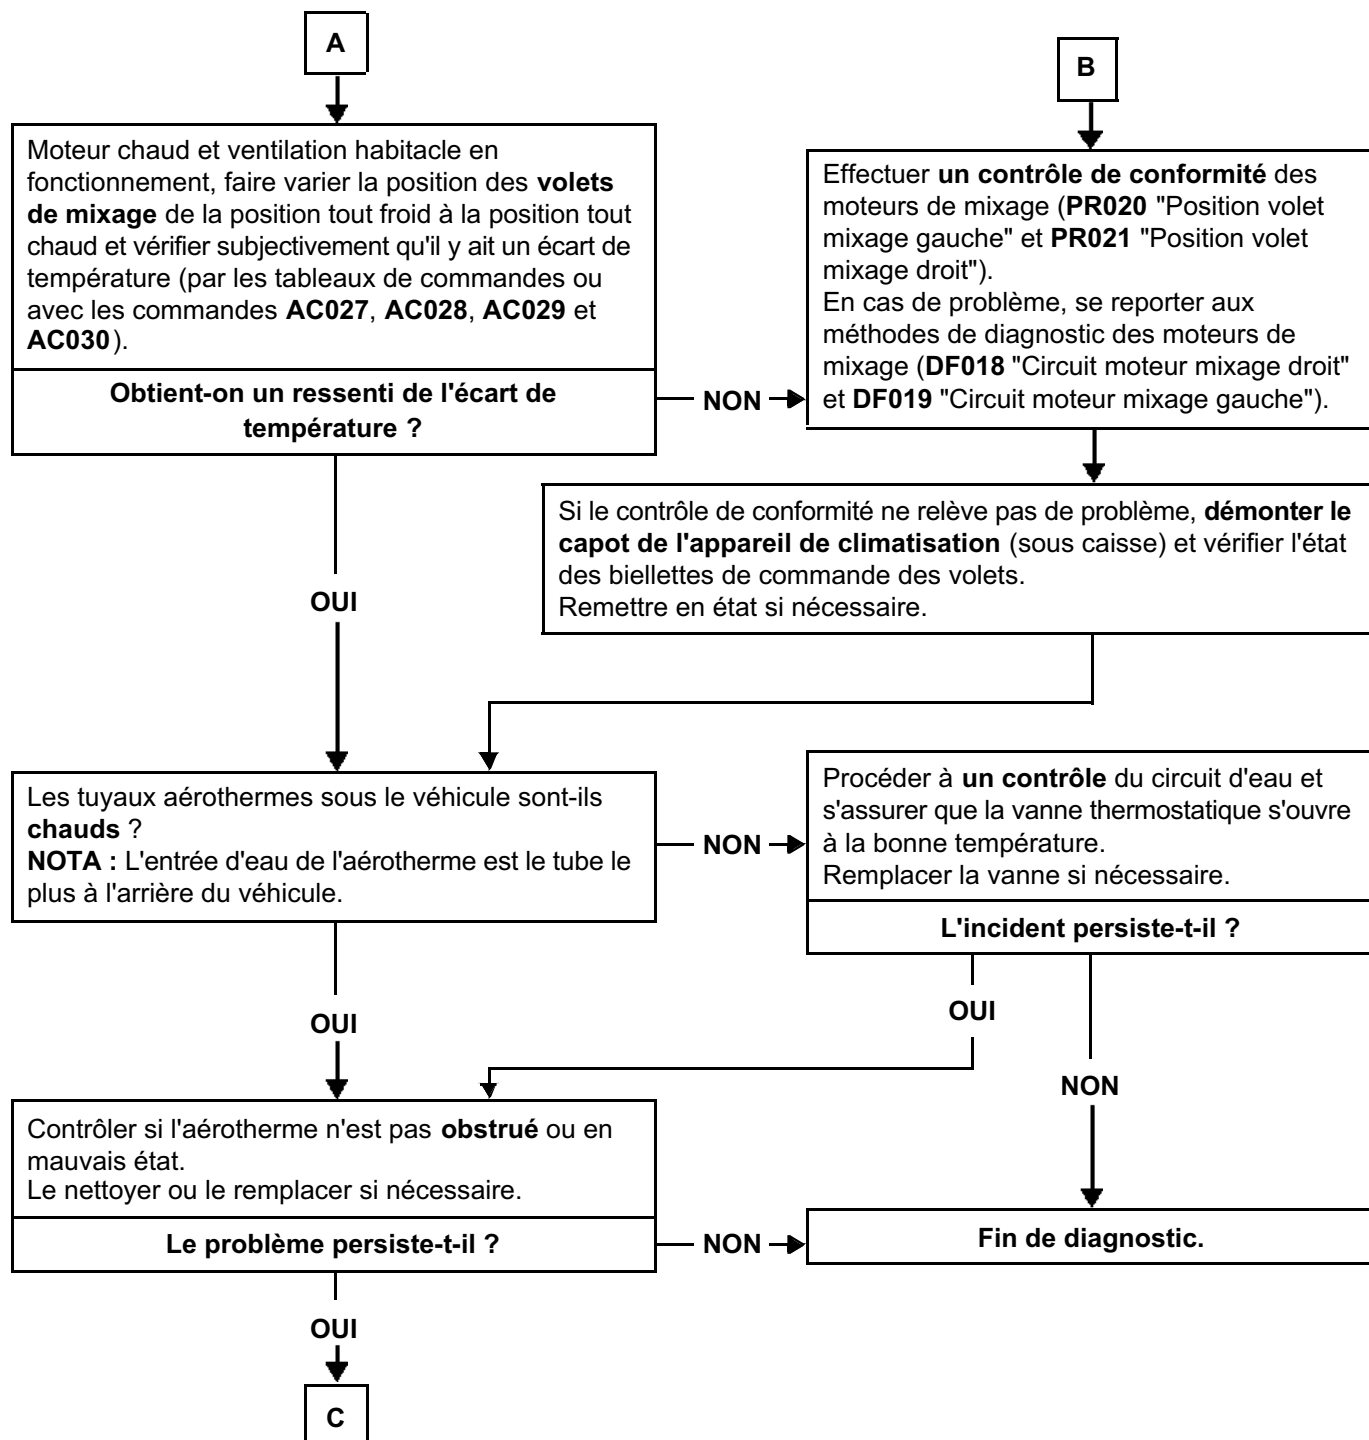 A
B
Moteur chaud et ventilation habitacle en
fonctionnement, faire varier la position des volets
de mixage de la position tout froid à la position tout
chaud et vérifier subjectivement qu'il y ait un écart de
température (par les tableaux de commandes ou
avec les commandes AC027, AC028, AC029 et
AC030).
Obtient-on un ressenti de l'écart de
température ?
NON
Effectuer un contrôle de conformité des
moteurs de mixage (PR020 "Position volet
mixage gauche" et PR021 "Position volet
mixage droit").
En cas de problème, se reporter aux
méthodes de diagnostic des moteurs de
mixage (DF018 "Circuit moteur mixage droit"
et DF019 "Circuit moteur mixage gauche").
Si le contrôle de conformité ne relève pas de problème, démonter le
capot de l'appareil de climatisation (sous caisse) et vérifier l'état
des biellettes de commande des volets.
Remettre en état si nécessaire.
OUI
Les tuyaux aérothermes sous le véhicule sont-ils
chauds ?
NOTA : L'entrée d'eau de l'aérotherme est le tube le
plus à l'arrière du véhicule.
NON
Procéder à un contrôle du circuit d'eau et
s'assurer que la vanne thermostatique s'ouvre
à la bonne température.
Remplacer la vanne si nécessaire.
L'incident persiste-t-il ?
OUI
OUI
NON
Contrôler si l'aérotherme n'est pas obstrué ou en
mauvais état.
Le nettoyer ou le remplacer si nécessaire.
Le problème persiste-t-il ?
NON
Fin de diagnostic.
OUI
C